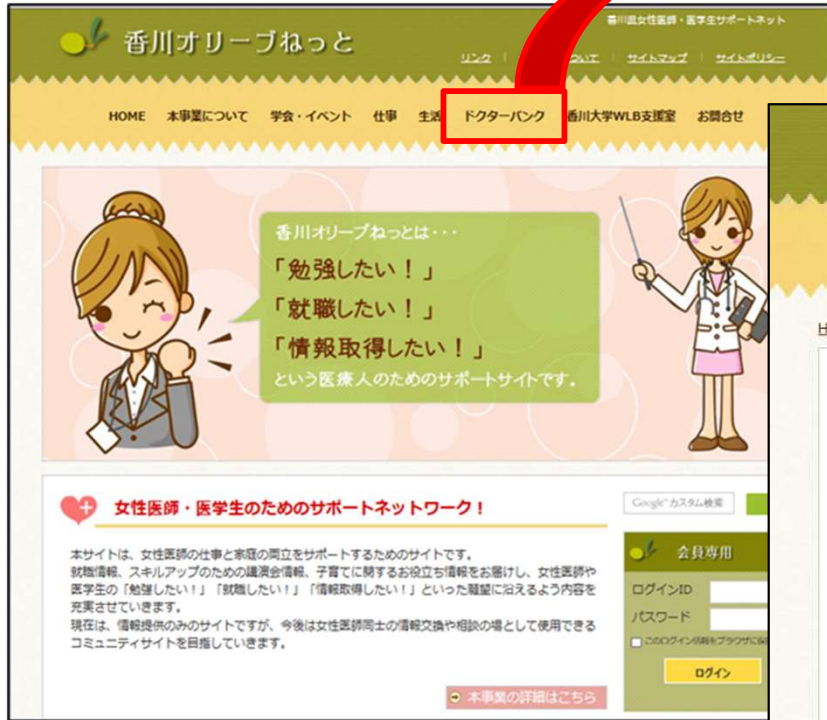 香川県女性医師・医学生サポートネット
香川オリーブねっと
リンク
サイトマップ
サイトポリシー
HOME 本事業について 学会・イベント 仕事 生活 ドクターバンク 香川大学WLB支援室 お問合せ
香川オリーブねっとは・・・
「勉強したい！」
「就職したい！」
「情報取得したい！」
という医療人のためのサポートサイトです。
女性医師・医学生のためのサポートネットワーク！
本サイトは、女性医師の仕事と家庭の両立をサポートするためのサイトです。
就職情報、スキルアップのための講演会情報、子育てに関するお役立ち情報をお届けし、女性医師や
医学生の「勉強したい！」「就職したい！」「情報取得したい！」といった願望に沿えるよう内容を
充実させていきます。
現在は、情報提供のみのサイトですが、今後は女性医師同士の情報交換や相談の場として使用できる
コミュニティサイトを目指していきます。
本事業の詳細はこちら
Google カスタム検索
会員専用
ログインID
パスワード
このログイン情報をブラウザに保
ログイン
H